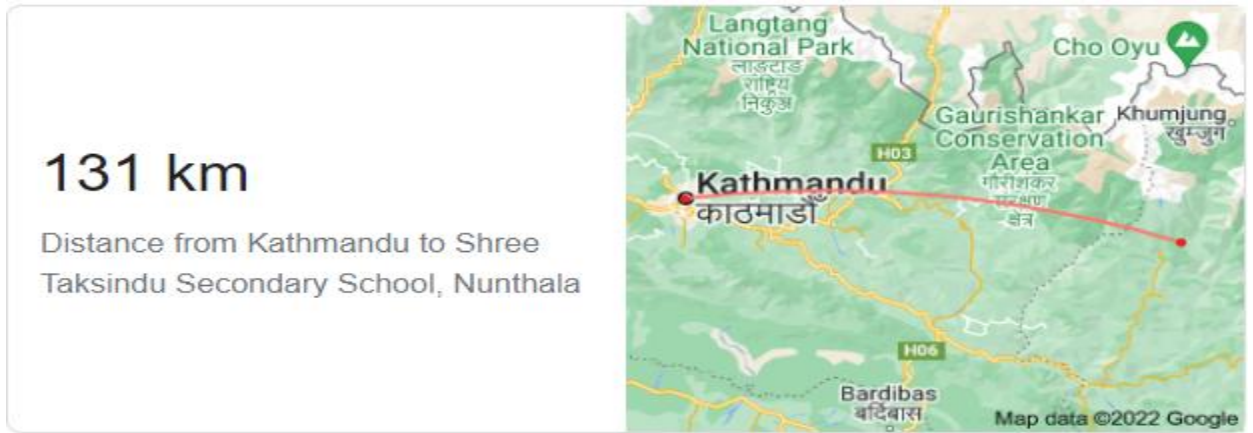 131 km
Distance from Kathmandu to Shree
Taksindu Secondary School, Nunthala
Langtang
National Park
लाङटाङ
राष्ट्रिय
निकुञ्ज
Cho Oyu
Gaurishankar
Conservation
Area
गौरीशंकर
संरक्षण
क्षेत्र
Khumjung
खुम्जुंग
H03
Kathmandu
काठमाडौँ
H06
Bardibas
बर्दिबास
Map data ©2022 Google